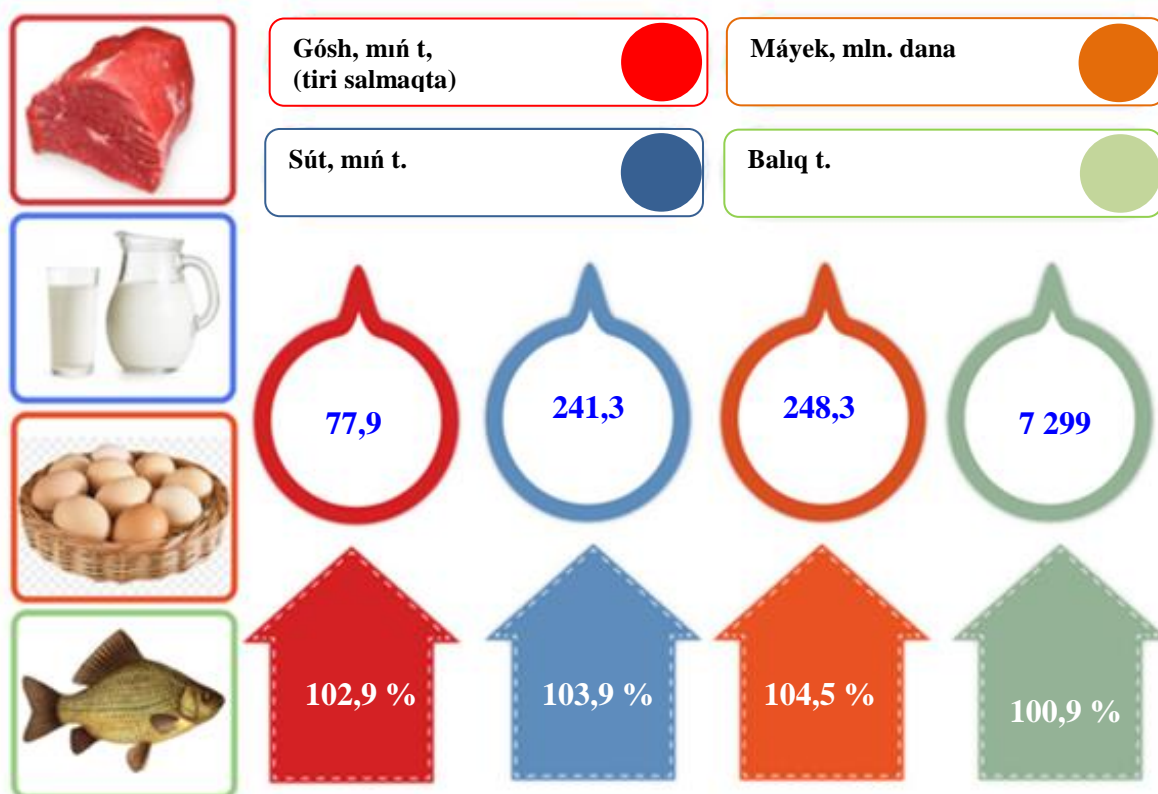 Gósh, mıń t,
(tiri salmaqta)
Máyek, mln. dana
Sút, mıń t.
Balıq t.
77,9
241,3
248,3
7 299
102,9 %
103,9 %
104,5 %
100,9 %